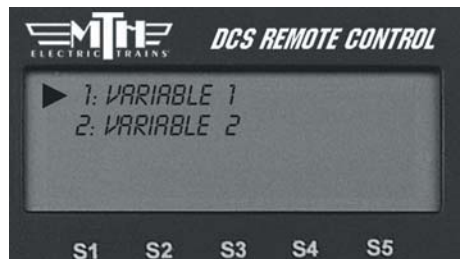 MTH
ELECTRIC TRAINS
DCS REMOTE CONTROL
1: VARIABLE 1
2: VARIABLE 2
S1 S2 S3 S4 S5